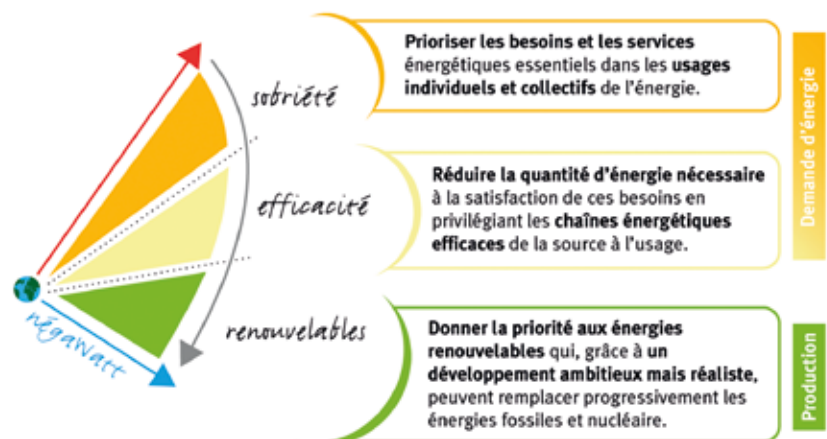 sobriété
Prioriser les besoins et les services
énergétiques essentiels dans les usages
individuels et collectifs de l'énergie.
efficacité
Réduire la quantité d'énergie nécessaire
à la satisfaction de ces besoins en
privilégiant les chaînes énergétiques
efficaces de la source à l'usage.
Demande d'énergie
renouvelables
Donner la priorité aux énergies
renouvelables qui, grâce à un
développement ambitieux mais réaliste,
peuvent remplacer progressivement les
énergies fossiles et nucléaire.
Production
négaWatt